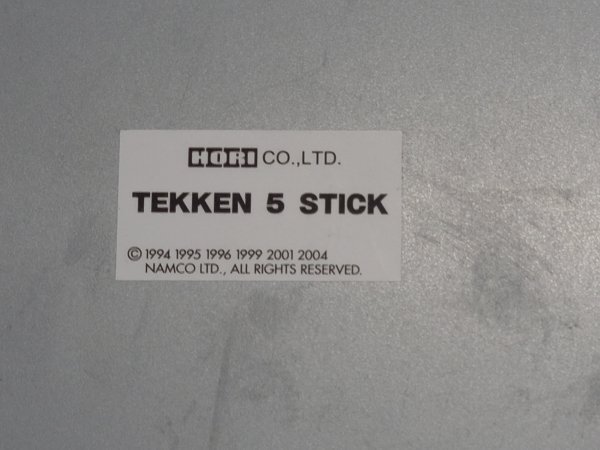 HORI CO.,LTD.
TEKKEN 5 STICK
© 1994 1995 1996 1999 2001 2004
NAMCO LTD., ALL RIGHTS RESERVED.